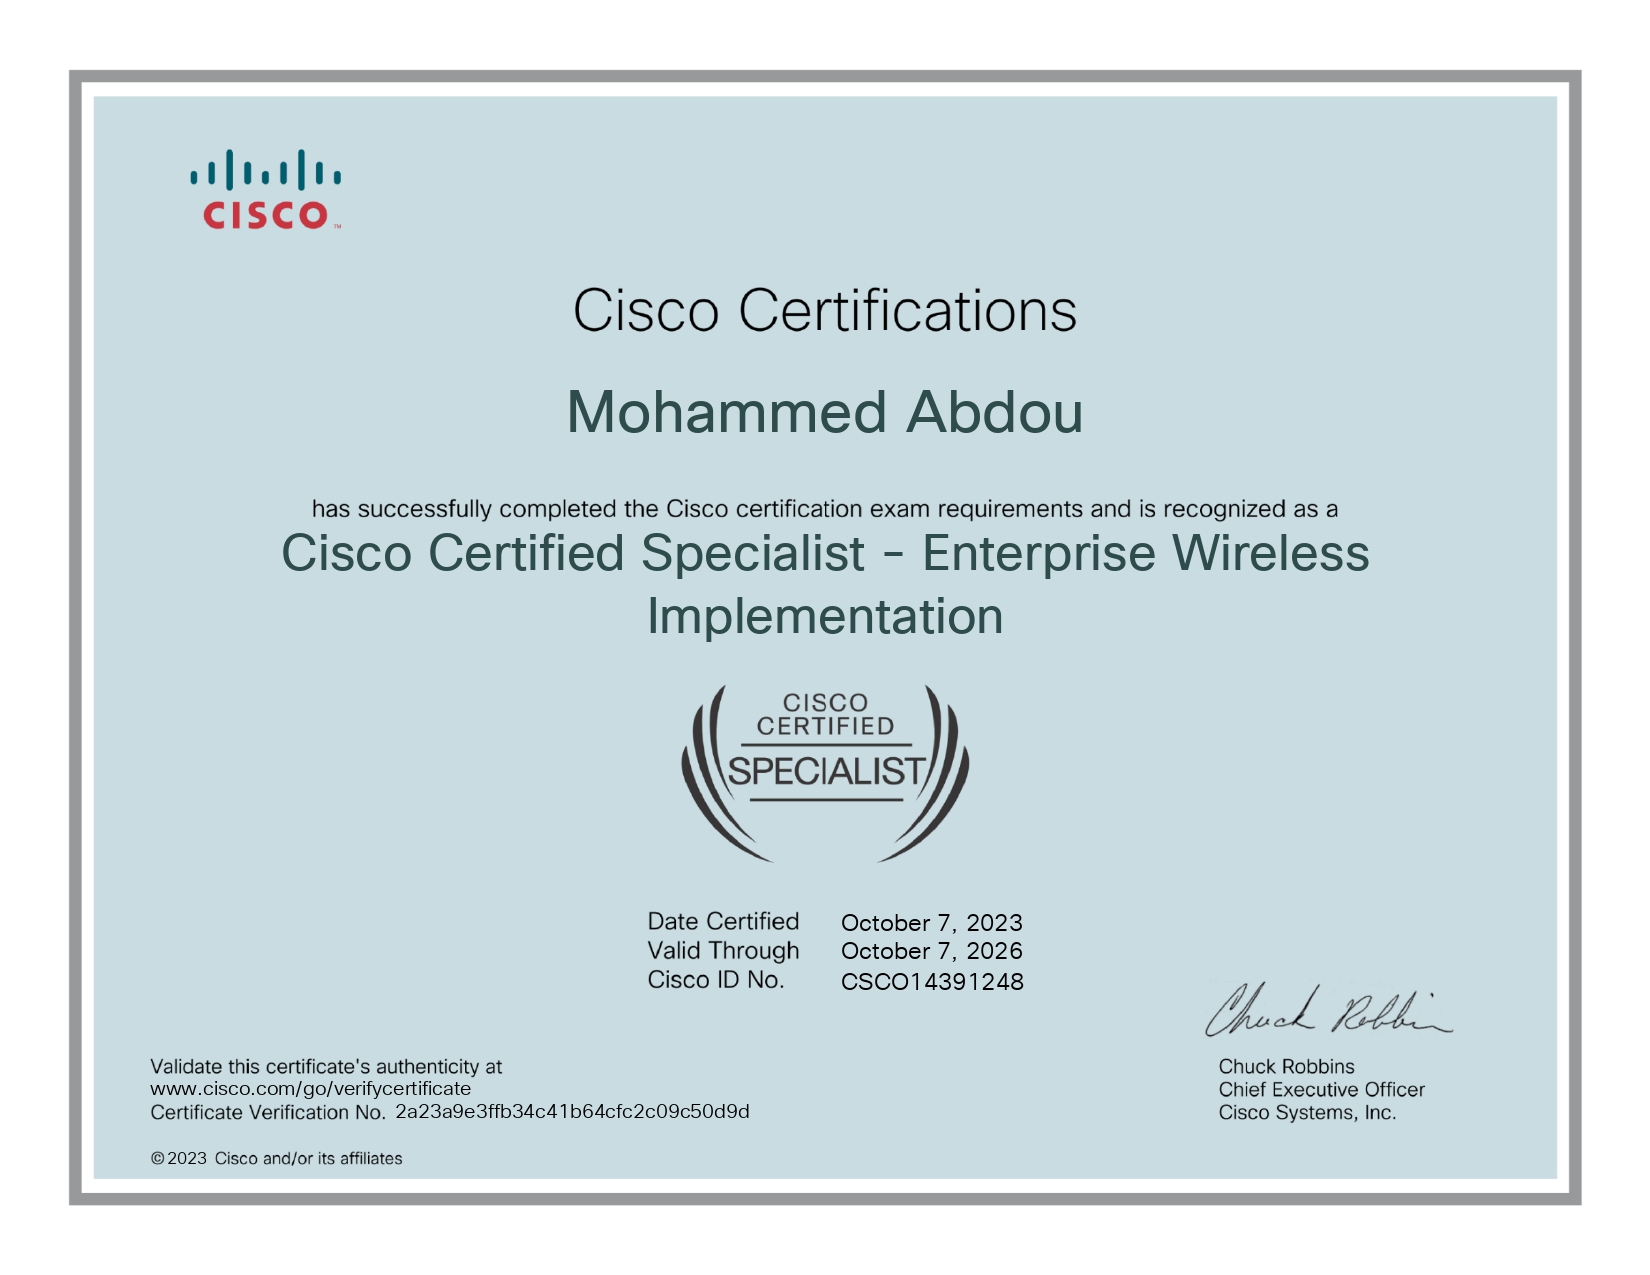 CISCO™
Cisco Certifications
Mohammed Abdou
has successfully completed the Cisco certification exam requirements and is recognized as a
Cisco Certified Specialist - Enterprise Wireless
Implementation
CISCO
CERTIFIED
SPECIALIST
Date Certified October 7, 2023
Valid Through October 7, 2026
Cisco ID No. CSCO14391248
Chuck Robbins
Validate this certificate's authenticity at
www.cisco.com/go/verifycertificate
Certificate Verification No. 2a23a9e3ffb34c41b64cfc2c09c50d9d
Chuck Robbins
Chief Executive Officer
Cisco Systems, Inc.
©2023 Cisco and/or its affiliates